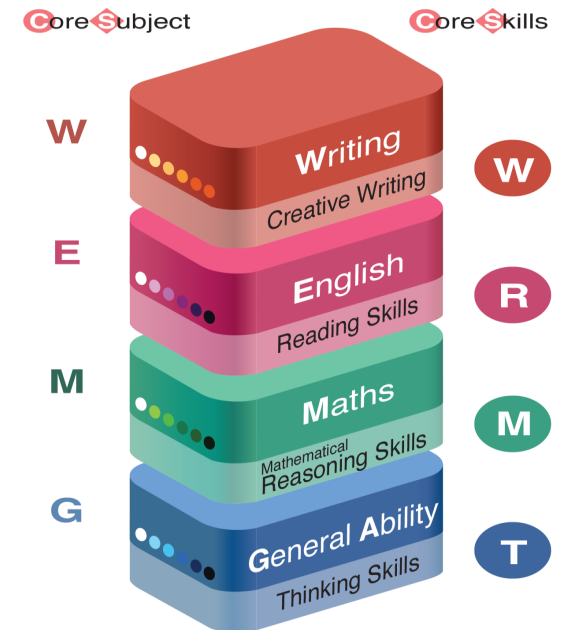 Core Subject
Core Skills
W
Writing
Creative Writing
W
E
English
Reading Skills
R
M
Maths
Mathematical
Reasoning Skills
M
G
General Ability
Thinking Skills
T